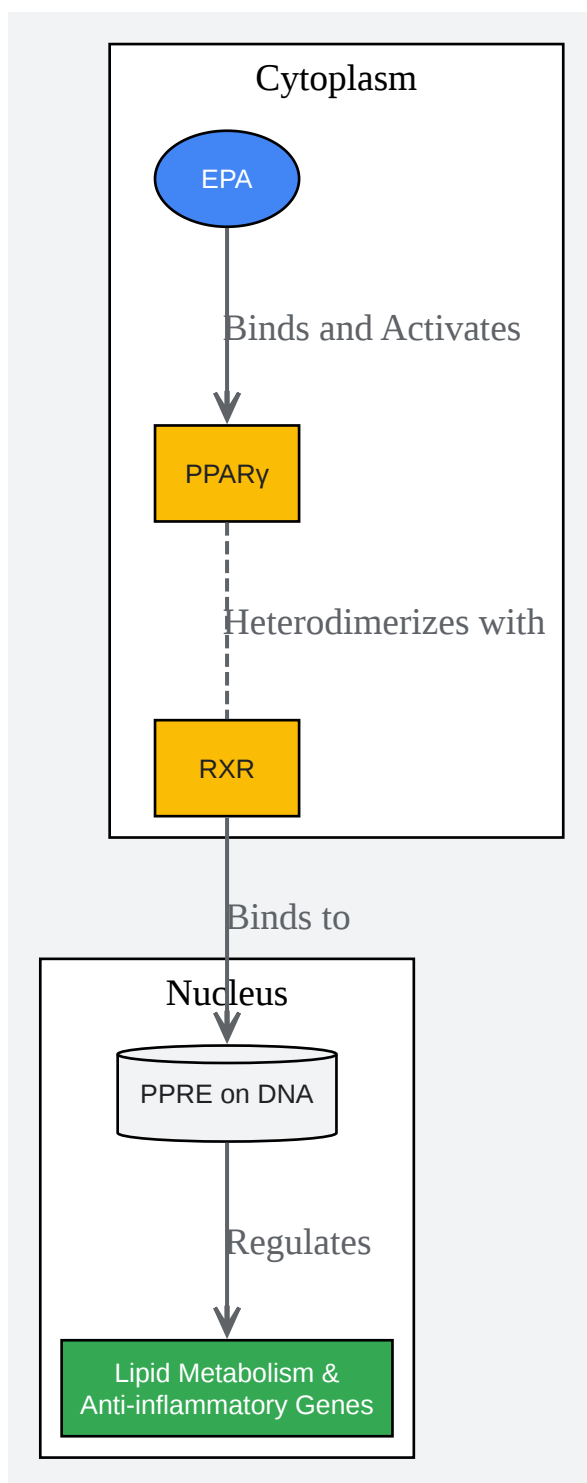 Cytoplasm
EPA
Binds and Activates
PPARγ
Heterodimerizes with
RXR
Binds to
Nucleus
PPRE on DNA
Regulates
Lipid Metabolism &
Anti-inflammatory Genes